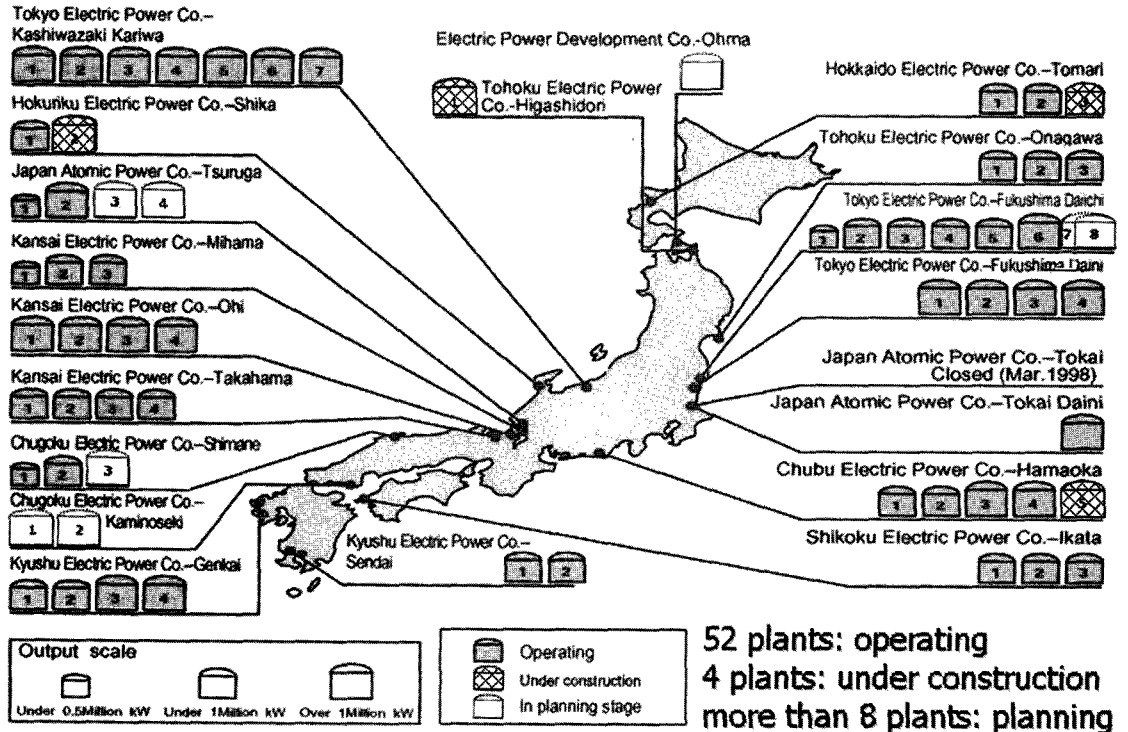 Tokyo Electric Power Co.–
Kashiwazaki Kariwa
1 2 3 4 5 6 7
Hokuriku Electric Power Co.–Shika
1 2
Japan Atomic Power Co.–Tsuruga
1 2 3 4
Kansai Electric Power Co.–Mihama
1 2 3
Kansai Electric Power Co.–Ohi
1 2 3 4
Kansai Electric Power Co.–Takahama
1 2 3 4
Chugoku Electric Power Co.–Shimane
1 2 3
Chugoku Electric Power Co.–
Kaminoseki
1 2
Kyushu Electric Power Co.–Genkai
1 2 3 4
Electric Power Development Co.-Ohma
Tohoku Electric Power
Co.-Higashidori
1
Kyushu Electric Power Co.–
Sendai
1 2
Hokkaido Electric Power Co.–Tomari
1 2 3
Tohoku Electric Power Co.–Onagawa
1 2 3
Tokyo Electric Power Co.–Fukushima Daiichi
1 2 3 4 5 6 7 8
Tokyo Electric Power Co.–Fukushima Daini
1 2 3 4
Japan Atomic Power Co.–Tokai
Closed (Mar.1998)
Japan Atomic Power Co.–Tokai Daini
Chubu Electric Power Co.–Hamaoka
1 2 3 4 5
Shikoku Electric Power Co.–Ikata
1 2 3
Output scale
Under 0.5Million kW Under 1Million kW Over 1Million kW
Operating
Under construction
In planning stage
52 plants: operating
4 plants: under construction
more than 8 plants: planning